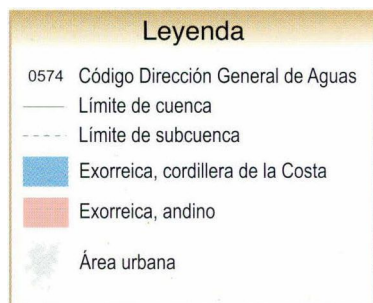 Leyenda
0574 Código Dirección General de Aguas
Límite de cuenca
Límite de subcuenca
Exorreica, cordillera de la Costa
Exorreica, andino
Área urbana